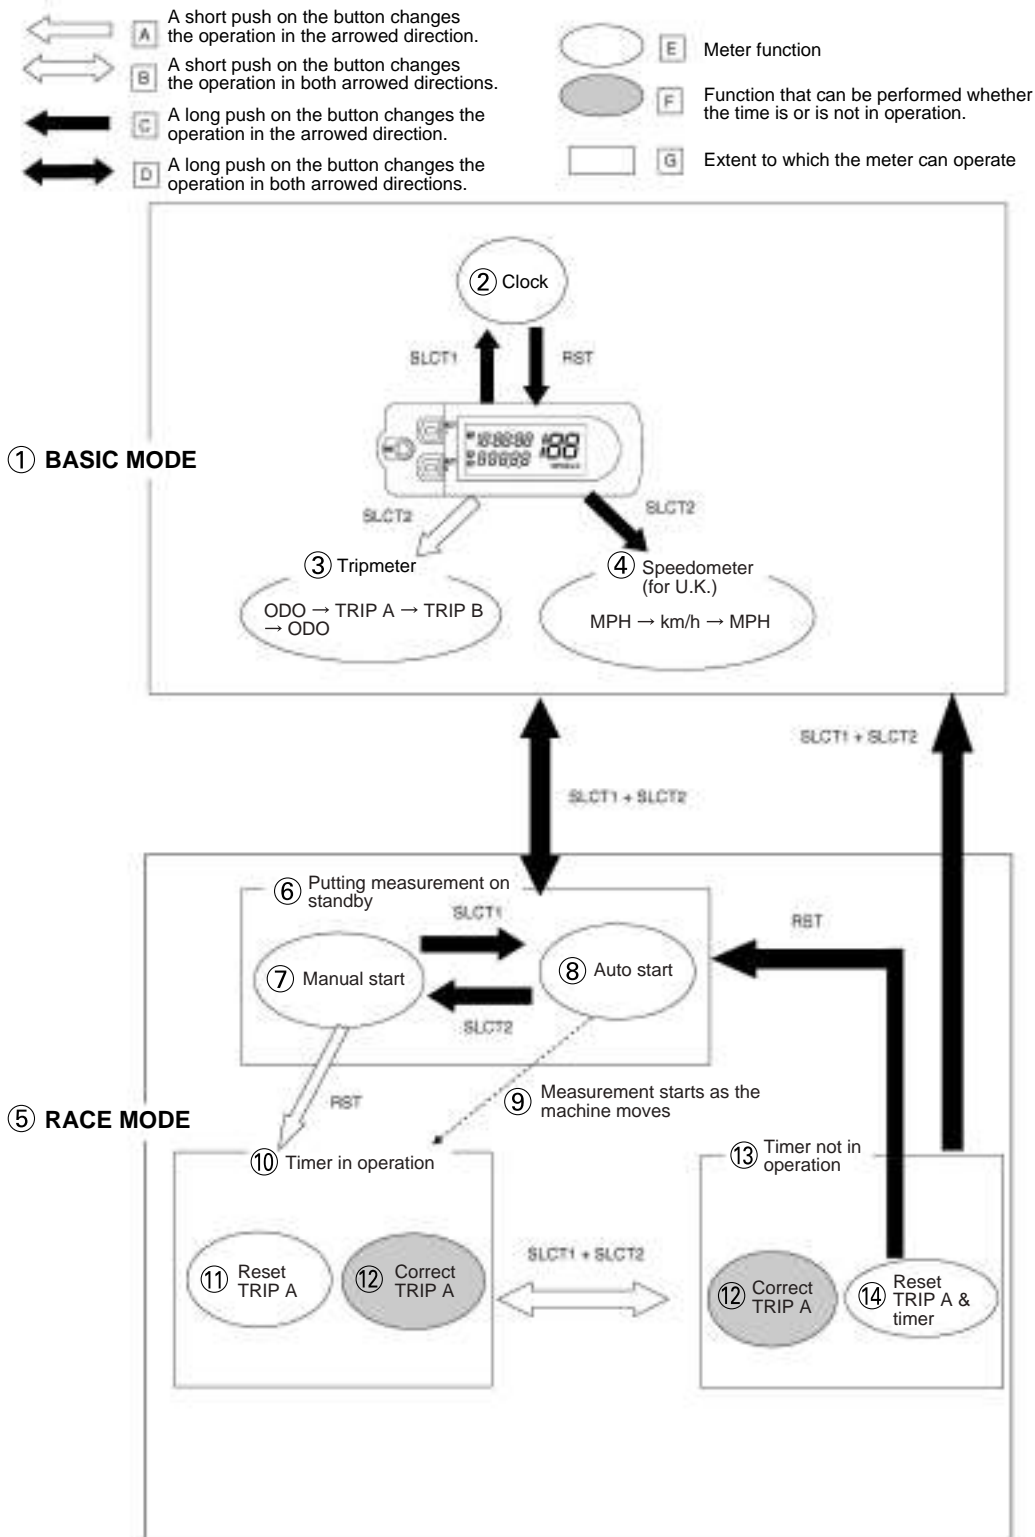 A
A short push on the button changes
the operation in the arrowed direction.
B
A short push on the button changes
the operation in both arrowed directions.
C
A long push on the button changes the
operation in the arrowed direction.
D
A long push on the button changes the
operation in both arrowed directions.
E
Meter function
F
Function that can be performed whether
the time is or is not in operation.
G
Extent to which the meter can operate
② Clock
SLCT1
RST
① BASIC MODE
SLCT2
SLCT2
③ Tripmeter
ODO → TRIP A → TRIP B
→ ODO
④ Speedometer
(for U.K.)
MPH → km/h → MPH
SLCT1 + SLCT2
SLCT1 + SLCT2
⑥ Putting measurement on
standby
SLCT1
RST
⑦ Manual start
⑧ Auto start
SLCT2
RST
⑨ Measurement starts as the
machine moves
⑤ RACE MODE
⑩ Timer in operation
⑬ Timer not in
operation
⑪ Reset
TRIP A
⑫ Correct
TRIP A
SLCT1 + SLCT2
⑫ Correct
TRIP A
⑭ Reset
TRIP A &
timer